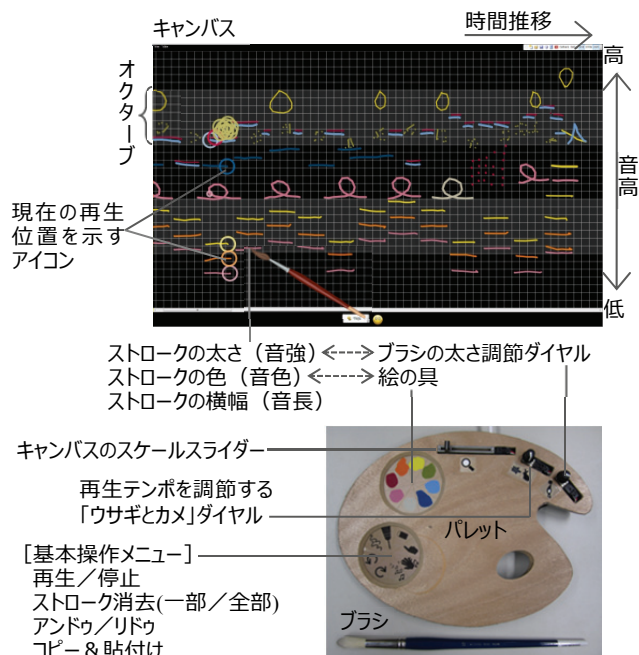 キャンバス
時間推移
高
オクターブ
音高
現在の再生
位置を示す
アイコン
低
ストロークの太さ（音強）
ブラシの太さ調節ダイヤル
ストロークの色（音色）
絵の具
ストロークの横幅（音長）
キャンバスのスケールスライダー
再生テンポを調節する
「ウサギとカメ」ダイヤル
パレット
［基本操作メニュー］
再生／停止
ストローク消去(一部／全部)
アンドゥ／リドゥ
コピー＆貼付け
ブラシ